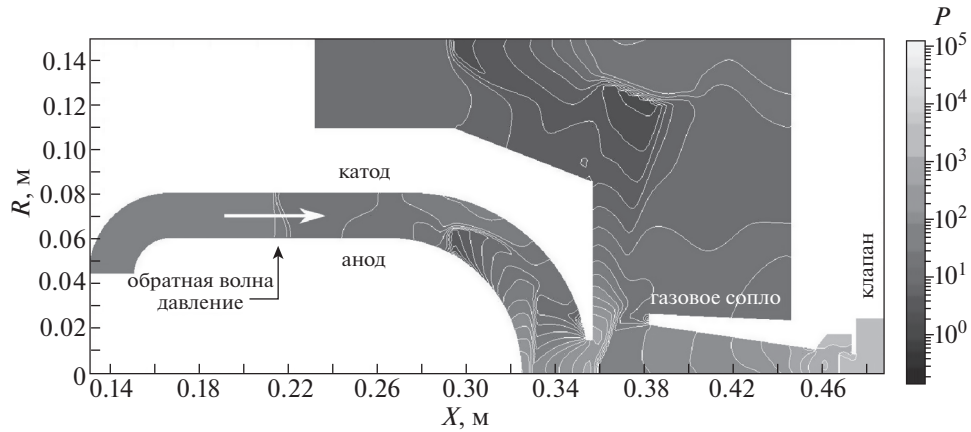 P
10^5
10^4
10^3
10^2
10^1
10^0
R, м
0.14
0.12
0.10
0.08
0.06
0.04
0.02
0
катод
анод
обратная волна
давление
газовое сопло
клапан
0.14
0.18
0.22
0.26
0.30
0.34
0.38
0.42
0.46
X, м